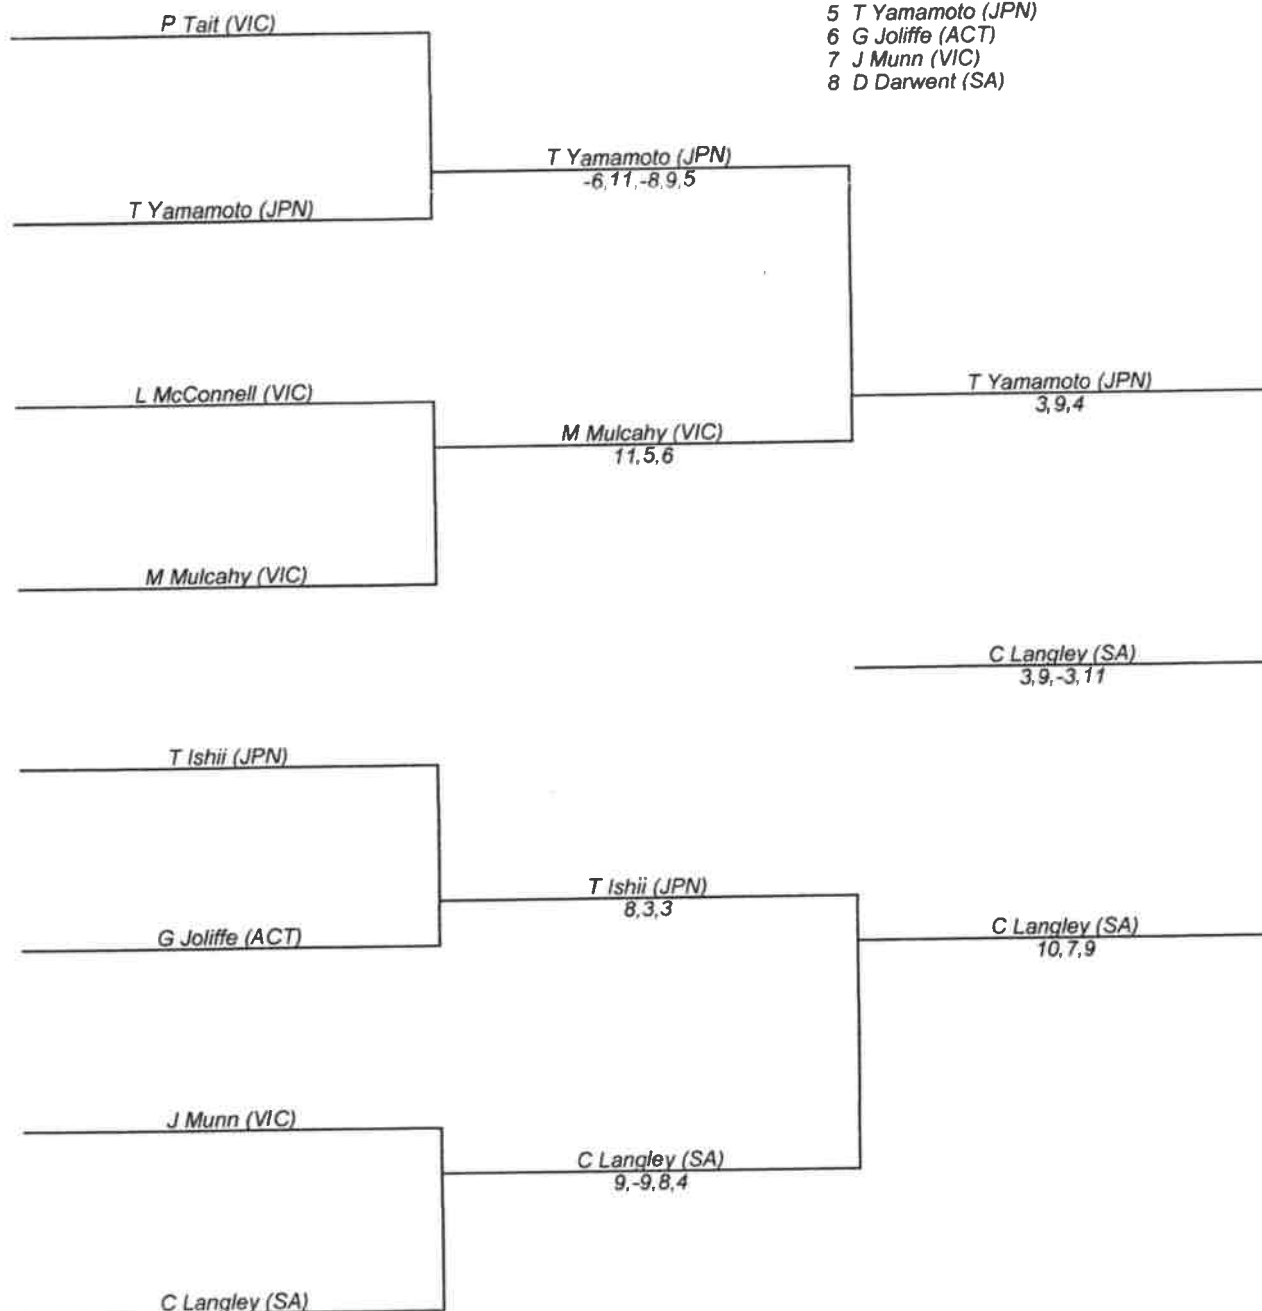 5 T Yamamoto (JPN)
6 G Joliffe (ACT)
7 J Munn (VIC)
8 D Darwent (SA)
P Tait (VIC)
T Yamamoto (JPN)
-6,11,-8,9,5
T Yamamoto (JPN)
T Yamamoto (JPN)
3,9,4
L McConnell (VIC)
M Mulcahy (VIC)
11,5,6
M Mulcahy (VIC)
C Langley (SA)
3,9,-3,11
T Ishii (JPN)
T Ishii (JPN)
8,3,3
G Joliffe (ACT)
C Langley (SA)
10,7,9
J Munn (VIC)
C Langley (SA)
9,-9,8,4
C Langley (SA)